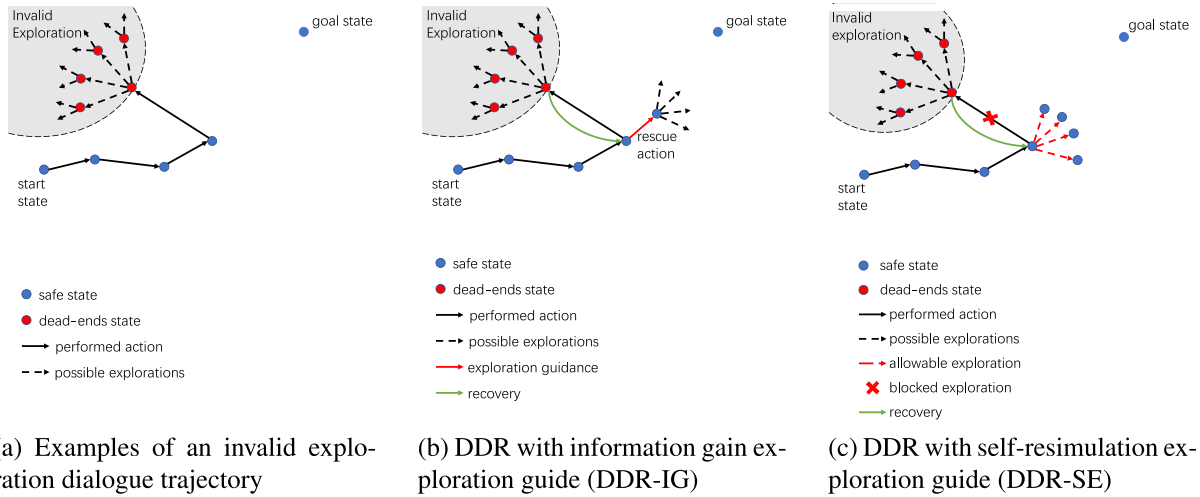 Invalid
Exploration
goal state
start
state
safe state
dead-ends state
performed action
possible explorations
(a) Examples of an invalid explo-
ration dialogue trajectory
Invalid
Exploration
goal state
rescue
action
start
state
safe state
dead-ends state
performed action
possible explorations
exploration guidance
recovery
(b) DDR with information gain ex-
ploration guide (DDR-IG)
Invalid
exploration
goal state
start
state
safe state
dead-ends state
performed action
possible explorations
allowable exploration
blocked exploration
recovery
(c) DDR with self-resimulation ex-
ploration guide (DDR-SE)